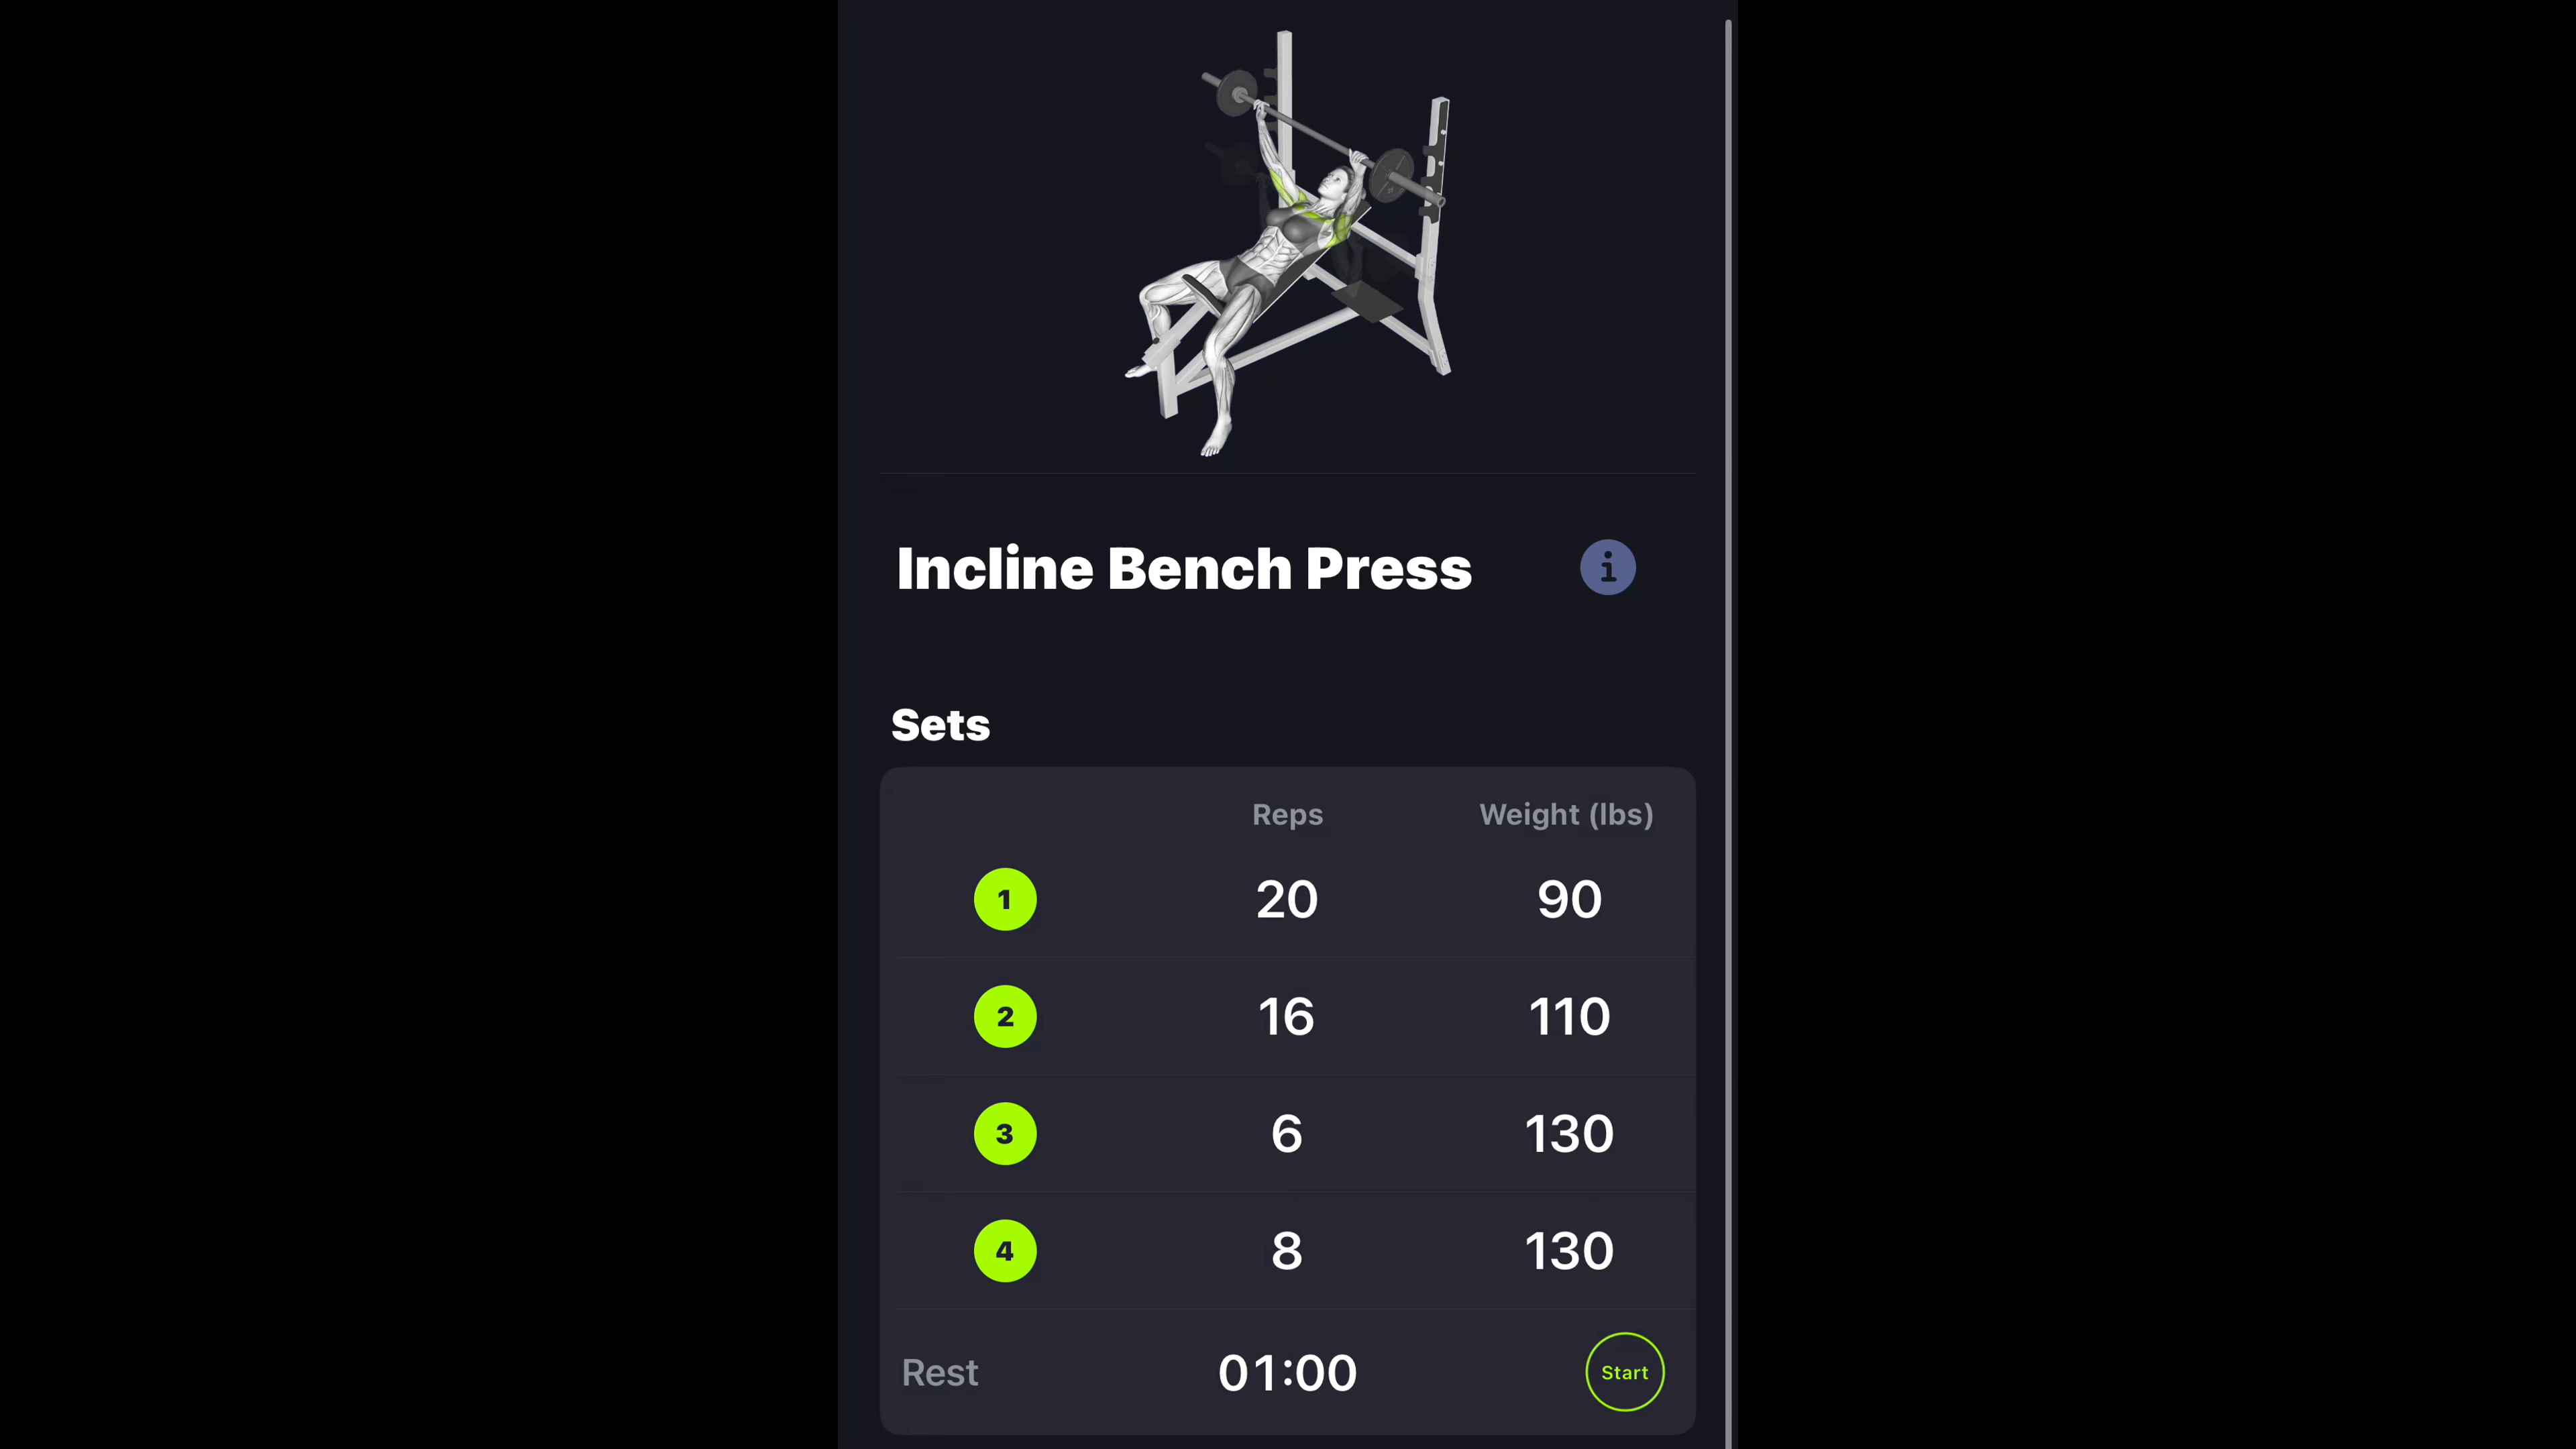 Incline Bench Press
Sets
Reps Weight (lbs)
1 20 90
2 16 110
3 6 130
4 8 130
Rest 01:00 Start